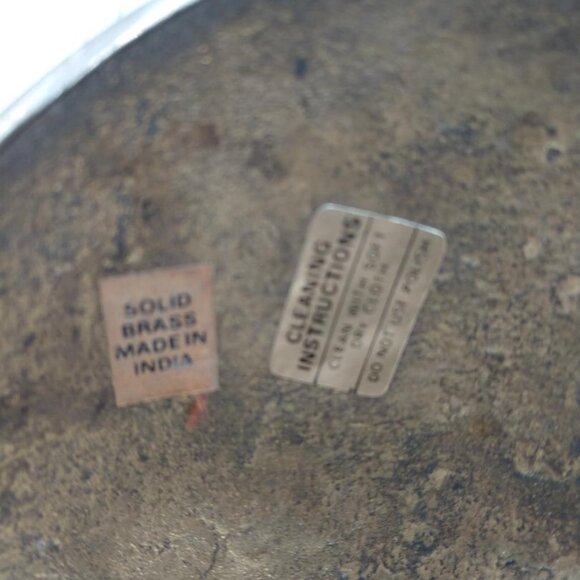 SOLID
BRASS
MADE IN
INDIA
CLEANING
INSTRUCTIONS
CLEAN WITH SOFT
DRY CLOTH
DO NOT USE POLISH